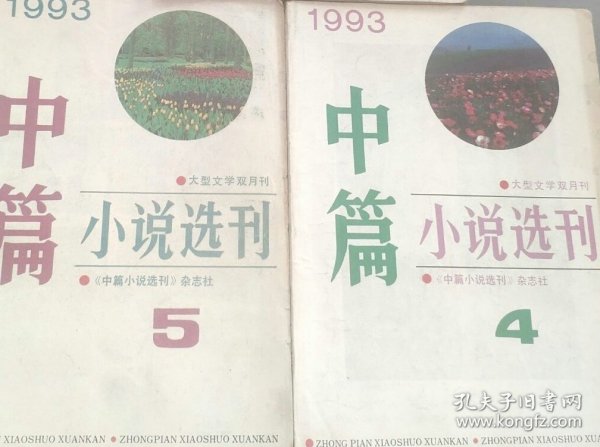 1993
中篇
●大型文学双月刊
小说选刊
●《中篇小说选刊》杂志社
5
XIAOSHUO XUANKAN ● ZHONGPIAN XIAOSHUO XUANKAN
1993
中篇
●大型文学双月刊
小说选刊
●《中篇小说选刊》杂志社
4
ZHONG PIAN XIAOSHUO XUANKAN ● ZHONGPIAN XIAOSHUO XUANKAN
孔夫子旧书网
www.kongfz.com